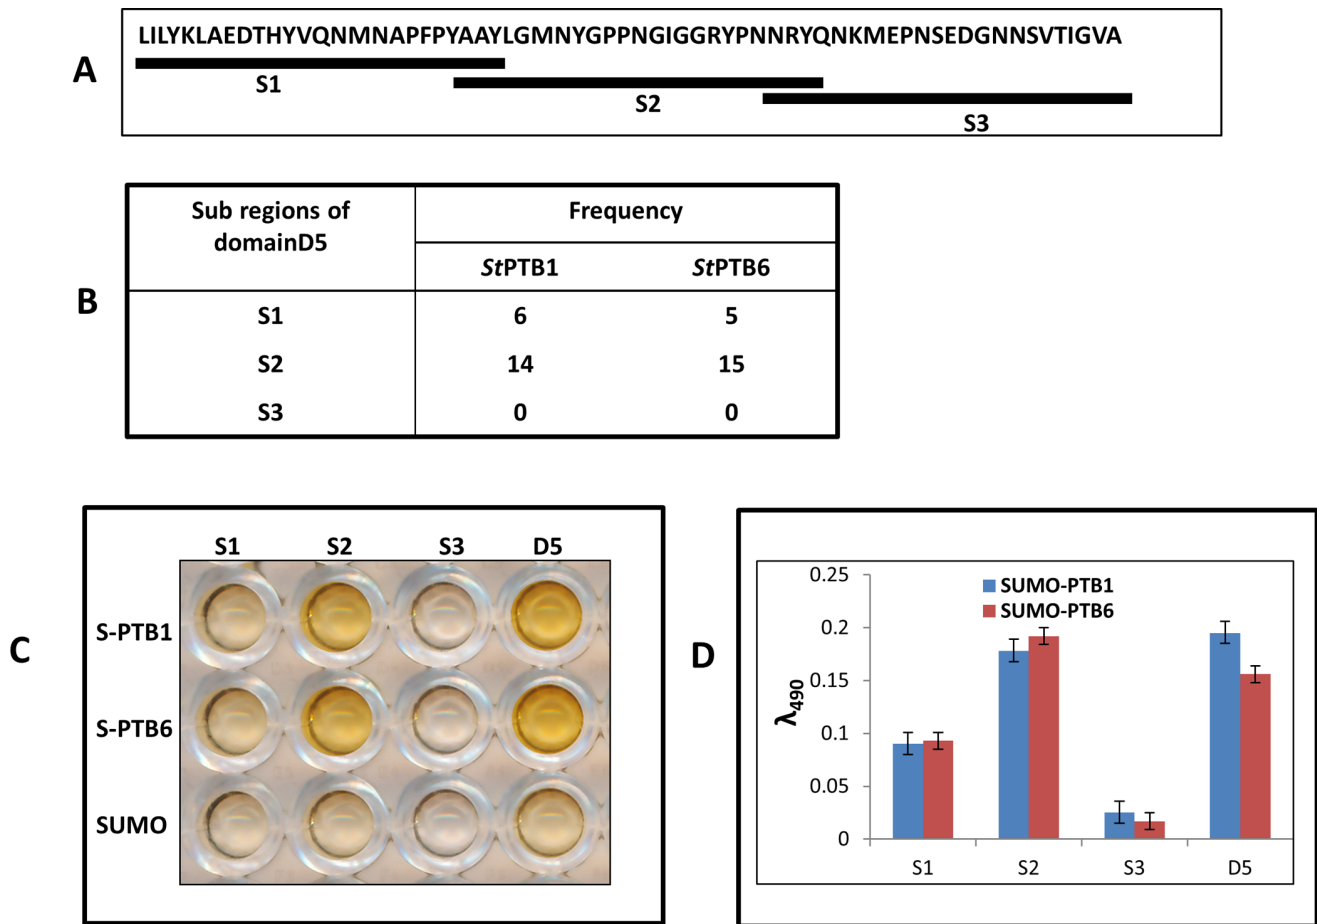 A
LILYKLAEDTHYVQNMNAPFPYAAYLGMNYGPPNGIGGRYPNNRYQNKMEPNSEDGNNSVTIGVA
S1
S2
S3
B
Sub regions of domainD5
Frequency
StPTB1 StPTB6
S1 6 5
S2 14 15
S3 0 0
C
S1 S2 S3 D5
S-PTB1
S-PTB6
SUMO
D
SUMO-PTB1
SUMO-PTB6
λ490
0.25
0.2
0.15
0.1
0.05
0
S1 S2 S3 D5